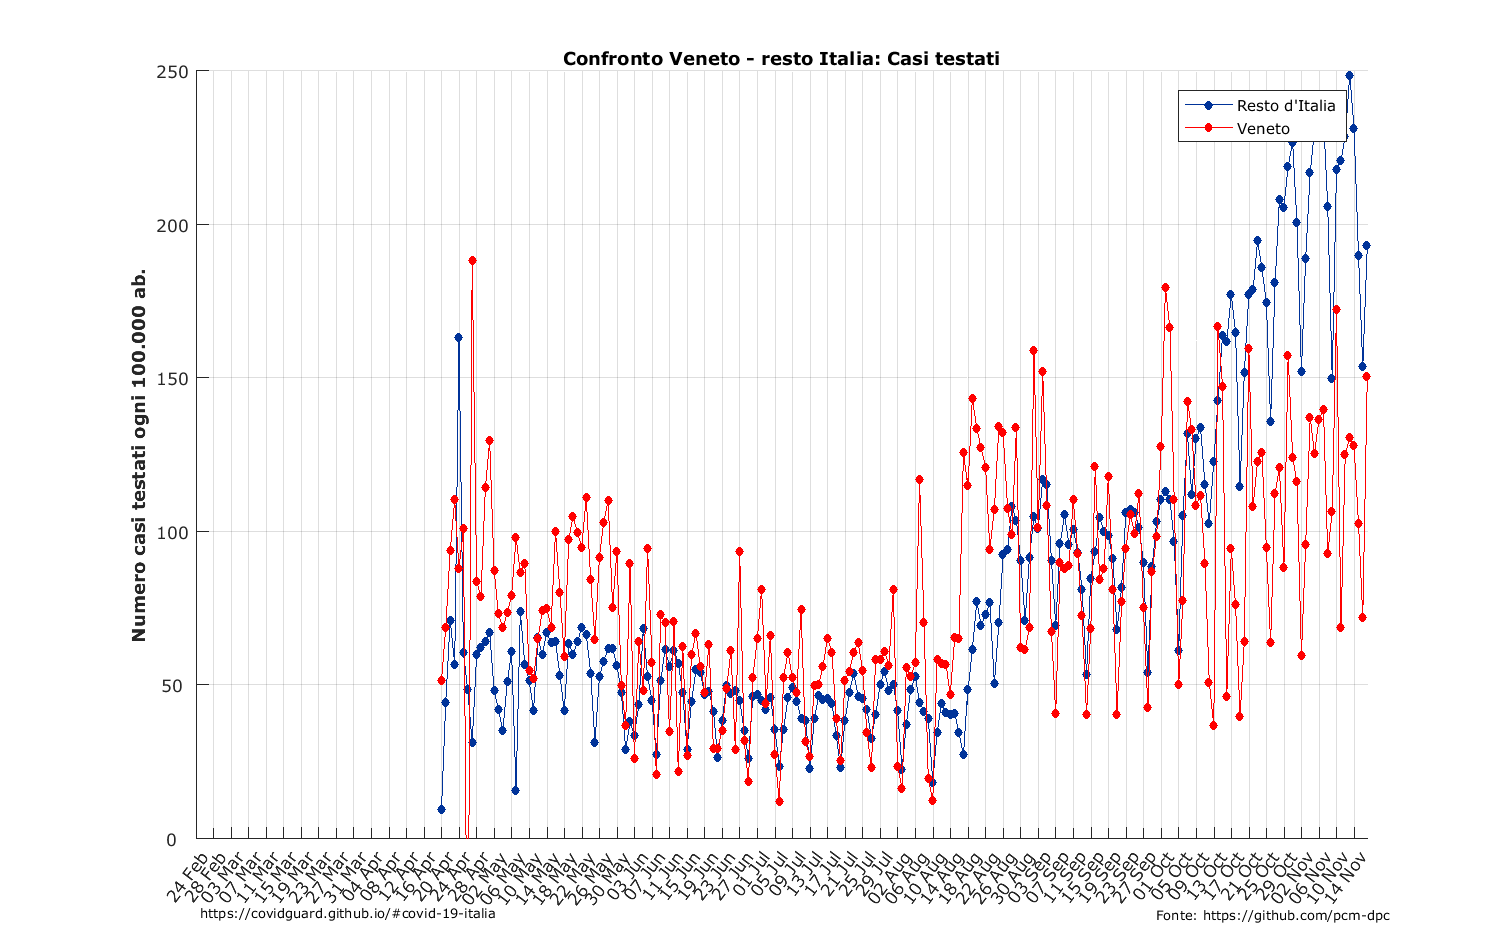 Confronto Veneto - resto Italia: Casi testati
Numero casi testati ogni 100.000 ab.
250
200
150
100
50
0
Resto d'Italia
Veneto
24 Feb
28 Feb
03 Mar
07 Mar
11 Mar
15 Mar
19 Mar
23 Mar
27 Mar
31 Mar
04 Apr
08 Apr
12 Apr
16 Apr
20 Apr
24 Apr
28 Apr
02 May
06 May
10 May
14 May
18 May
22 May
26 May
30 May
03 Jun
07 Jun
11 Jun
15 Jun
19 Jun
23 Jun
27 Jun
01 Jul
05 Jul
09 Jul
13 Jul
17 Jul
21 Jul
25 Jul
29 Jul
02 Aug
06 Aug
10 Aug
14 Aug
18 Aug
22 Aug
26 Aug
30 Aug
03 Sep
07 Sep
11 Sep
15 Sep
19 Sep
23 Sep
27 Sep
01 Oct
05 Oct
09 Oct
13 Oct
17 Oct
21 Oct
25 Oct
29 Oct
02 Nov
06 Nov
10 Nov
14 Nov
https://covidguard.github.io/#covid-19-italia
Fonte: https://github.com/pcm-dpc